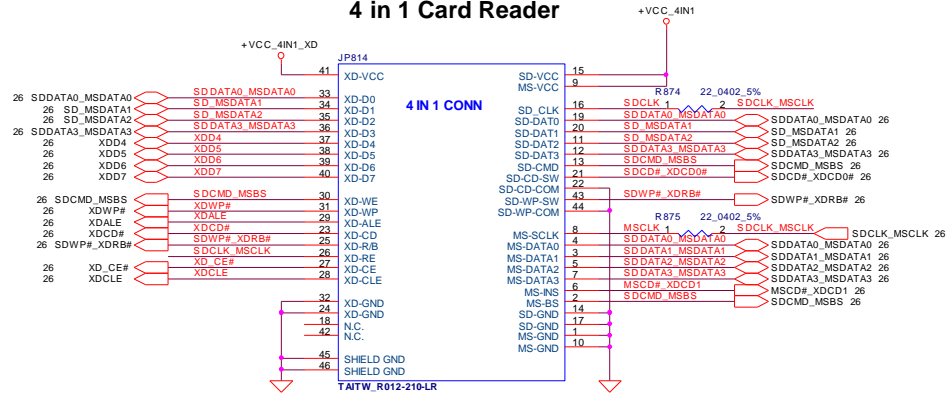 4 in 1 Card Reader
+VCC_4IN1
+VCC_4IN1_XD
JP814
4 IN 1 CONN
41 XD-VCC
26 SDDATA0_MSDATA0 SDDATA0_MSDATA0 33 XD-D0
26 SD_MSDATA1 SD_MSDATA1 34 XD-D1
26 SD_MSDATA2 SD_MSDATA2 35 XD-D2
26 SDDATA3_MSDATA3 SDDATA3_MSDATA3 36 XD-D3
26 XDD4 XDD4 37 XD-D4
26 XDD5 XDD5 38 XD-D5
26 XDD6 XDD6 39 XD-D6
26 XDD7 XDD7 40 XD-D7
26 SDCMD_MSBS SDCMD_MSBS 30 XD-WE
26 XDWP# XDWP# 31 XD-WP
26 XDALE XDALE 29 XD-ALE
26 XDCD# XDCD# 23 XD-CD
26 SDWP#_XDRB# SDWP#_XDRB# 25 XD-R/B
SDCLK_MSCLK 26 XD-RE
26 XD_CE# XD_CE# 27 XD-CE
26 XDCLE XDCLE 28 XD-CLE
32 XD-GND
24 XD-GND
18 N.C.
42 N.C.
45 SHIELD GND
46 SHIELD GND
TAITW_R012-210-LR
SD-VCC 15
MS-VCC 9
R874 22_0402_5%
SD_CLK 16 SDCLK 1 2 SDCLK_MSCLK
SD-DAT0 19 SDDATA0_MSDATA0 SDDATA0_MSDATA0 26
SD-DAT1 20 SD_MSDATA1 SD_MSDATA1 26
SD-DAT2 11 SD_MSDATA2 SD_MSDATA2 26
SD-DAT3 12 SDDATA3_MSDATA3 SDDATA3_MSDATA3 26
SD-CMD 13 SDCMD_MSBS SDCMD_MSBS 26
SD-CD-SW 21 SDCD#_XDCD0# SDCD#_XDCD0# 26
SD-CD-COM 22
SD-WP-SW 43 SDWP#_XDRB# SDWP#_XDRB# 26
SD-WP-COM 44
R875 22_0402_5%
MS-SCLK 8 MSCLK 1 2 SDCLK_MSCLK SDCLK_MSCLK 26
MS-DATA0 4 SDDATA0_MSDATA0 SDDATA0_MSDATA0 26
MS-DATA1 3 SDDATA1_MSDATA1 SDDATA1_MSDATA1 26
MS-DATA2 5 SDDATA2_MSDATA2 SDDATA2_MSDATA2 26
MS-DATA3 7 SDDATA3_MSDATA3 SDDATA3_MSDATA3 26
MS-INS 6 MSCD#_XDCD1 MSCD#_XDCD1 26
MS-BS 2 SDCMD_MSBS SDCMD_MSBS 26
SD-GND 14
SD-GND 17
MS-GND 1
MS-GND 10